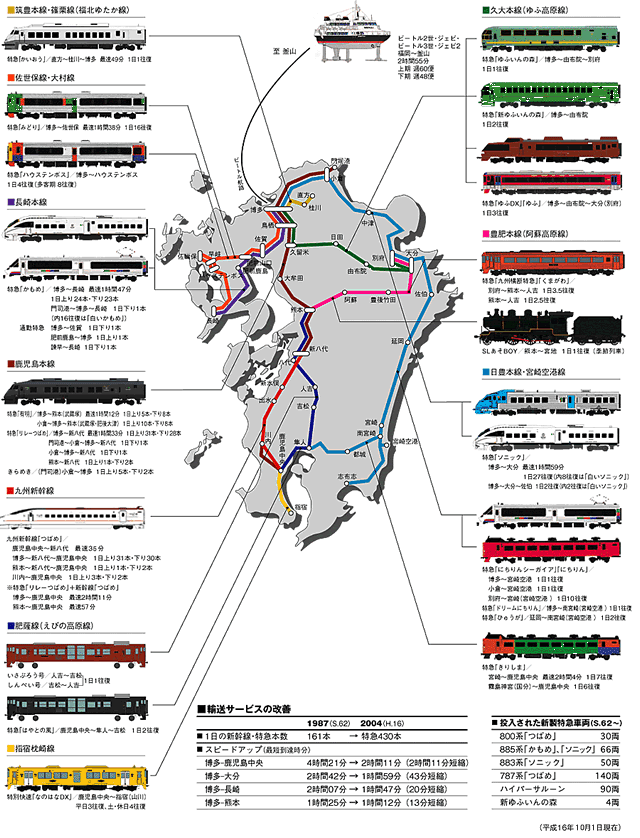 筑豊本線・篠栗線(福北ゆたか線)
特急「かいおう」／直方〜桂川〜博多 最速49分 1日1往復
佐世保線・大村線
特急「みどり」／博多〜佐世保 最速1時間38分 1日16往復
特急「ハウステンボス」／博多〜ハウステンボス
1日4往復(多客期 8往復)
長崎本線
特急「かもめ」／博多〜長崎 最速1時間47分
1日上り24本・下り23本
門司港〜長崎 1日下り1本
(内16往復は「白いかもめ」)
通勤特急 博多〜佐賀 1日下り1本
肥前鹿島〜博多 1日上り1本
諫早〜長崎 1日下り1本
鹿児島本線
特急「有明」／博多〜熊本(武蔵塚) 最速1時間12分 1日上り5本・下り8本
小倉〜博多〜熊本(武蔵塚・肥後大津) 1日上り10本・下り6本
特急「リレーつばめ」／博多〜新八代 最速1時間33分 1日上り31本・下り28本
門司港〜小倉〜新八代 1日下り1本
小倉〜新八代 1日上り1本
熊本〜新八代 1日上り1本・下り2本
きらめき／(門司港)小倉〜博多 1日上り5本・下り2本
九州新幹線
九州新幹線「つばめ」／
鹿児島中央〜新八代 最速35分
博多〜新八代〜鹿児島中央 1日上り31本・下り30本
熊本〜新八代〜鹿児島中央 1日上り1本・下り2本
川内〜鹿児島中央 1日上り3本・下り2本
※特急「リレーつばめ」+新幹線「つばめ」
博多〜鹿児島中央 最速2時間11分
熊本〜鹿児島中央 最速57分
肥薩線(えびの高原線)
いさぶろう号／人吉〜吉松
しんぺい号／吉松〜人吉
1日1往復
特急「はやとの風」／鹿児島中央〜隼人〜吉松 1日2往復
指宿枕崎線
特別快速「なのはなDX」／鹿児島中央〜指宿(山川)
平日3往復、土・休日4往復
至 釜山
ビートル2世・ジェビ・
ビートル3世・ジェビ2
福岡〜釜山
2時間55分
上期 週60便
下期 週48便
ビートル航路
門司港
小倉
直方
桂川
博多
中津
鳥栖
佐賀
久留米
日田
由布院
別府
大分
佐世保
早岐
肥前鹿島
諫早
長崎
大牟田
熊本
阿蘇
豊後竹田
佐伯
延岡
新八代
八代
人吉
吉松
新水俣
出水
川内
鹿児島中央
隼人
都城
宮崎
南宮崎
宮崎空港
志布志
指宿
久大本線(ゆふ高原線)
特急「ゆふいんの森」／博多〜由布院〜別府
1日1往復
特急「新ゆふいんの森」／博多〜由布院
1日2往復
特急「ゆふDX」「ゆふ」／博多〜由布院〜大分(別府)
1日3往復
豊肥本線(阿蘇高原線)
特急「九州横断特急」「くまがわ」／
別府〜熊本〜人吉 1日3.5往復
熊本〜人吉 1日2.5往復
SLあそBOY／熊本〜宮地 1日1往復(季節列車)
日豊本線・宮崎空港線
特急「ソニック」／
博多〜大分 最速1時間59分
1日27往復(内8往復は「白いソニック」)
博多〜大分〜佐伯 1日2往復(内2往復は「白いソニック」)
特急「にちりんシーガイア」「にちりん」／
博多〜宮崎空港 1日1往復
小倉〜宮崎空港 1日1往復
別府〜宮崎(宮崎空港) 1日10往復
特急「ドリームにちりん」／博多〜南宮崎(宮崎空港) 1日1往復
特急「ひゅうが」／延岡〜南宮崎(宮崎空港) 1日2往復
特急「きりしま」／
宮崎〜鹿児島中央 最速2時間4分 1日7往復
霧島神宮(国分)〜鹿児島中央 1日6往復
■輸送サービスの改善
1987(S.62) 2004(H.16)
■1日の新幹線・特急本数 161本 → 特急430本
■スピードアップ(最短到達時分)
博多-鹿児島中央 4時間21分 → 2時間11分 (2時間11分短縮)
博多-大分 2時間42分 → 1時間59分 (43分短縮)
博多-長崎 2時間07分 → 1時間47分 (20分短縮)
博多-熊本 1時間25分 → 1時間12分 (13分短縮)
■投入された新製特急車両(S.62〜)
800系「つばめ」 30両
885系「かもめ」、「ソニック」 66両
883系「ソニック」 50両
787系「つばめ」 140両
ハイパーサルーン 90両
新ゆふいんの森 4両
(平成16年10月1日現在)